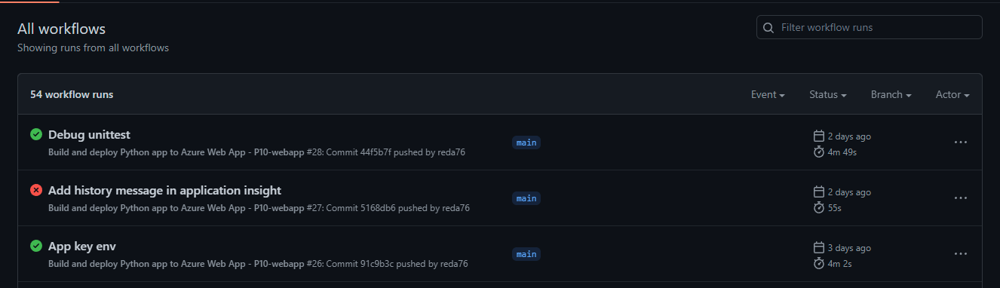 All workflows
Filter workflow runs
Showing runs from all workflows
54 workflow runs
Event
Status
Branch
Actor
Debug unittest
main
2 days ago
Build and deploy Python app to Azure Web App - P10-webapp #28: Commit 44f5b7f pushed by reda76
4m 49s
Add history message in application insight
main
2 days ago
Build and deploy Python app to Azure Web App - P10-webapp #27: Commit 5168db6 pushed by reda76
55s
App key env
main
3 days ago
Build and deploy Python app to Azure Web App - P10-webapp #26: Commit 91c9b3c pushed by reda76
4m 2s